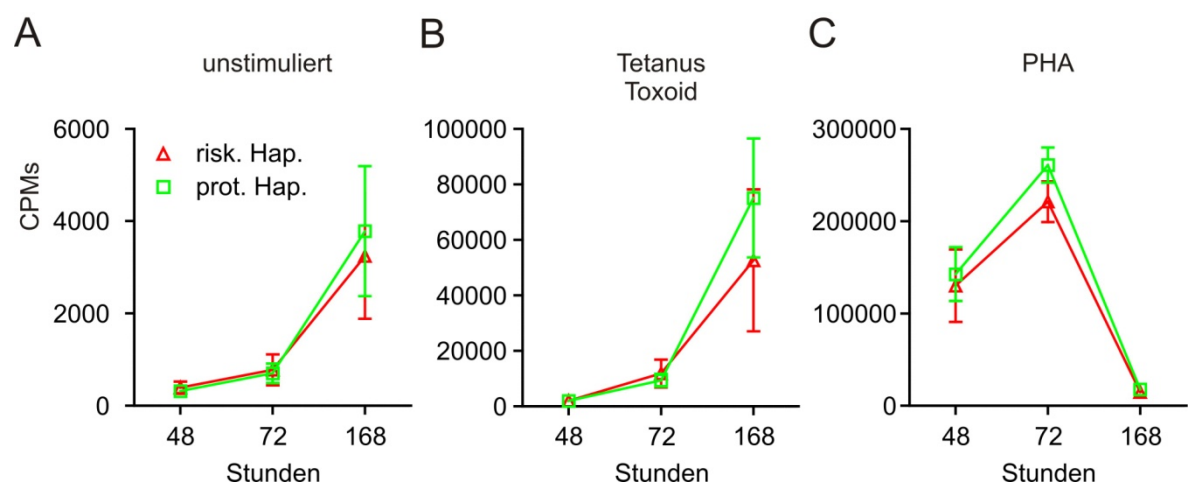 A
unstimuliert
CPMs
6000
4000
2000
0
risk. Hap.
prot. Hap.
48 72 168
Stunden
B
Tetanus
Toxoid
100000
80000
60000
40000
20000
0
48 72 168
Stunden
C
PHA
300000
200000
100000
0
48 72 168
Stunden